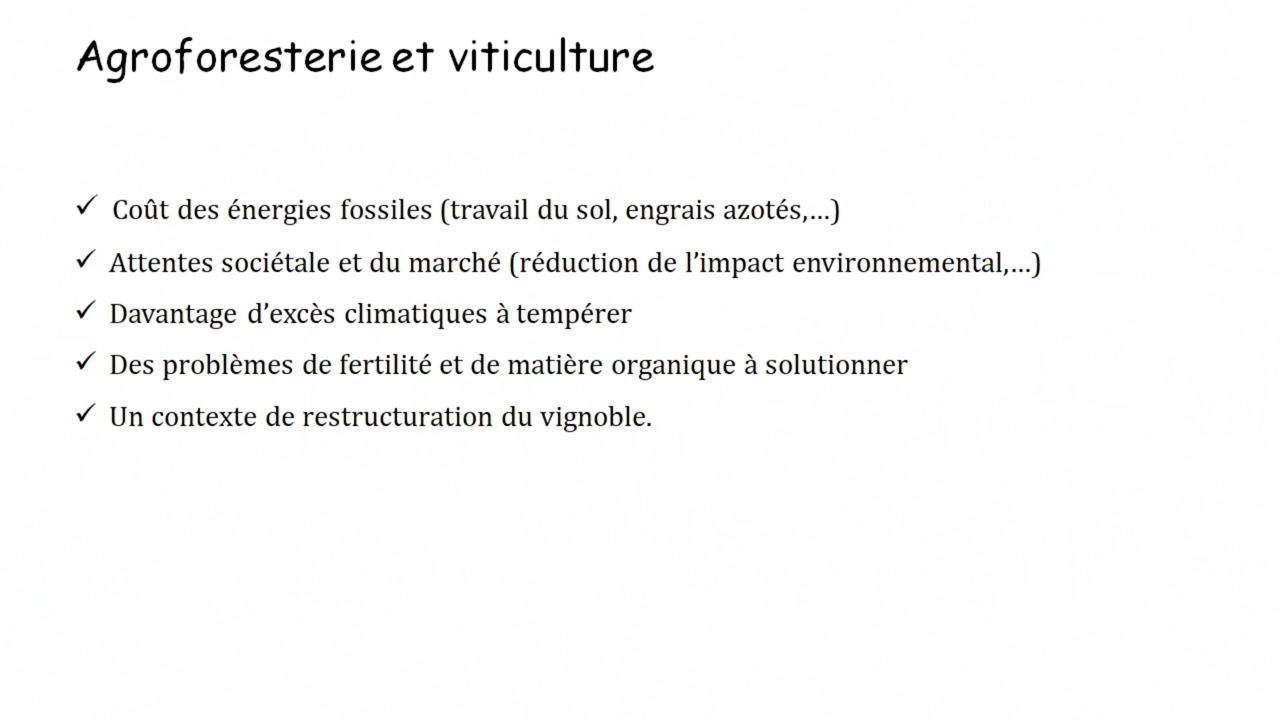 Agroforesterie et viticulture
✓ Coût des énergies fossiles (travail du sol, engrais azotés,...)
✓ Attentes sociétale et du marché (réduction de l’impact environnemental,...)
✓ Davantage d’excès climatiques à tempérer
✓ Des problèmes de fertilité et de matière organique à solutionner
✓ Un contexte de restructuration du vignoble.